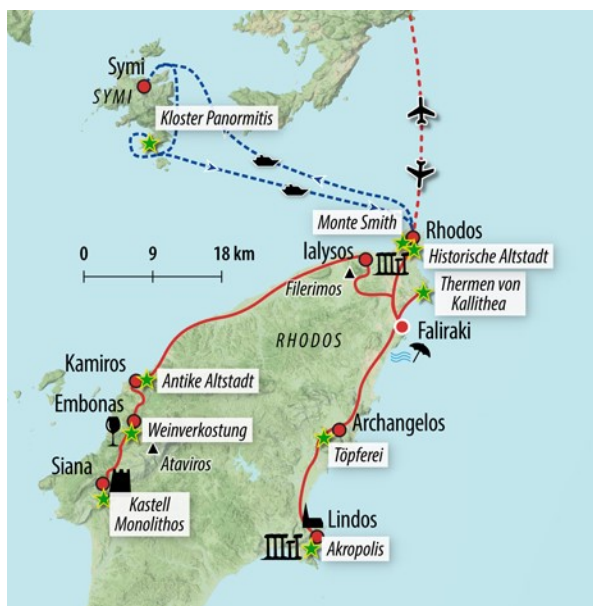 Symi
SYMI
Kloster Panormitis
Monte Smith
Rhodos
0 9 18 km
Ialysos
Historische Altstadt
Filerimos
Thermen von
Kallithea
RHODOS
Faliraki
Kamiros
Antike Altstadt
Embonas
Weinverkostung
Archangelos
Töpferei
Ataviros
Siana
Kastell
Monolithos
Lindos
Akropolis